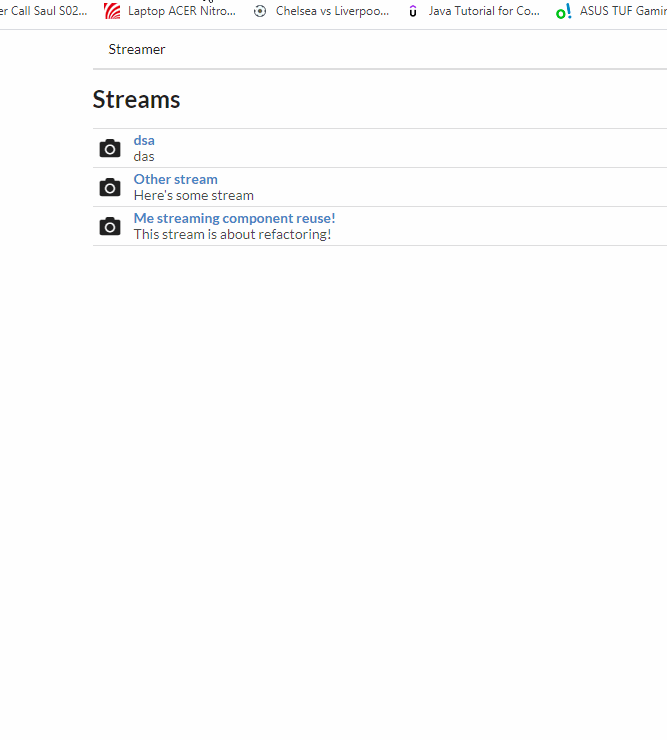 er Call Saul S02... Laptop ACER Nitro... Chelsea vs Liverpoo... Java Tutorial for Co... ASUS TUF Gamin
Streamer
Streams
dsa
das
Other stream
Here's some stream
Me streaming component reuse!
This stream is about refactoring!